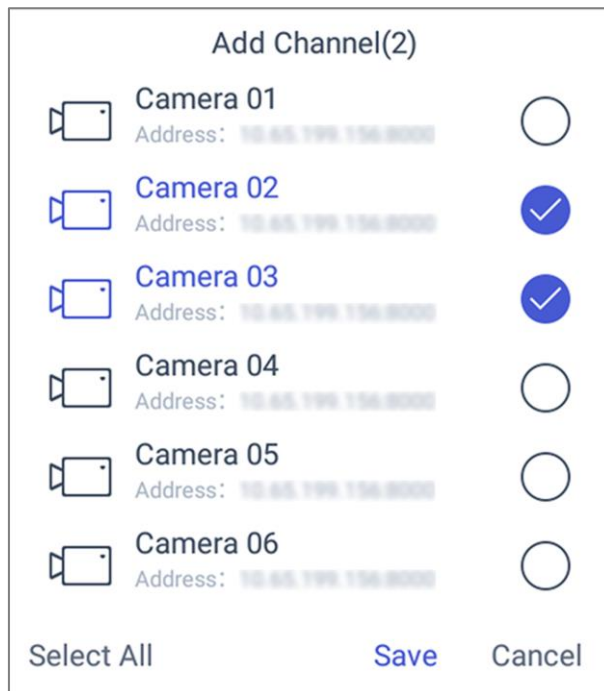 Add Channel(2)
Camera 01
Address:
Camera 02
Address:
Camera 03
Address:
Camera 04
Address:
Camera 05
Address:
Camera 06
Address:
Select All Save Cancel